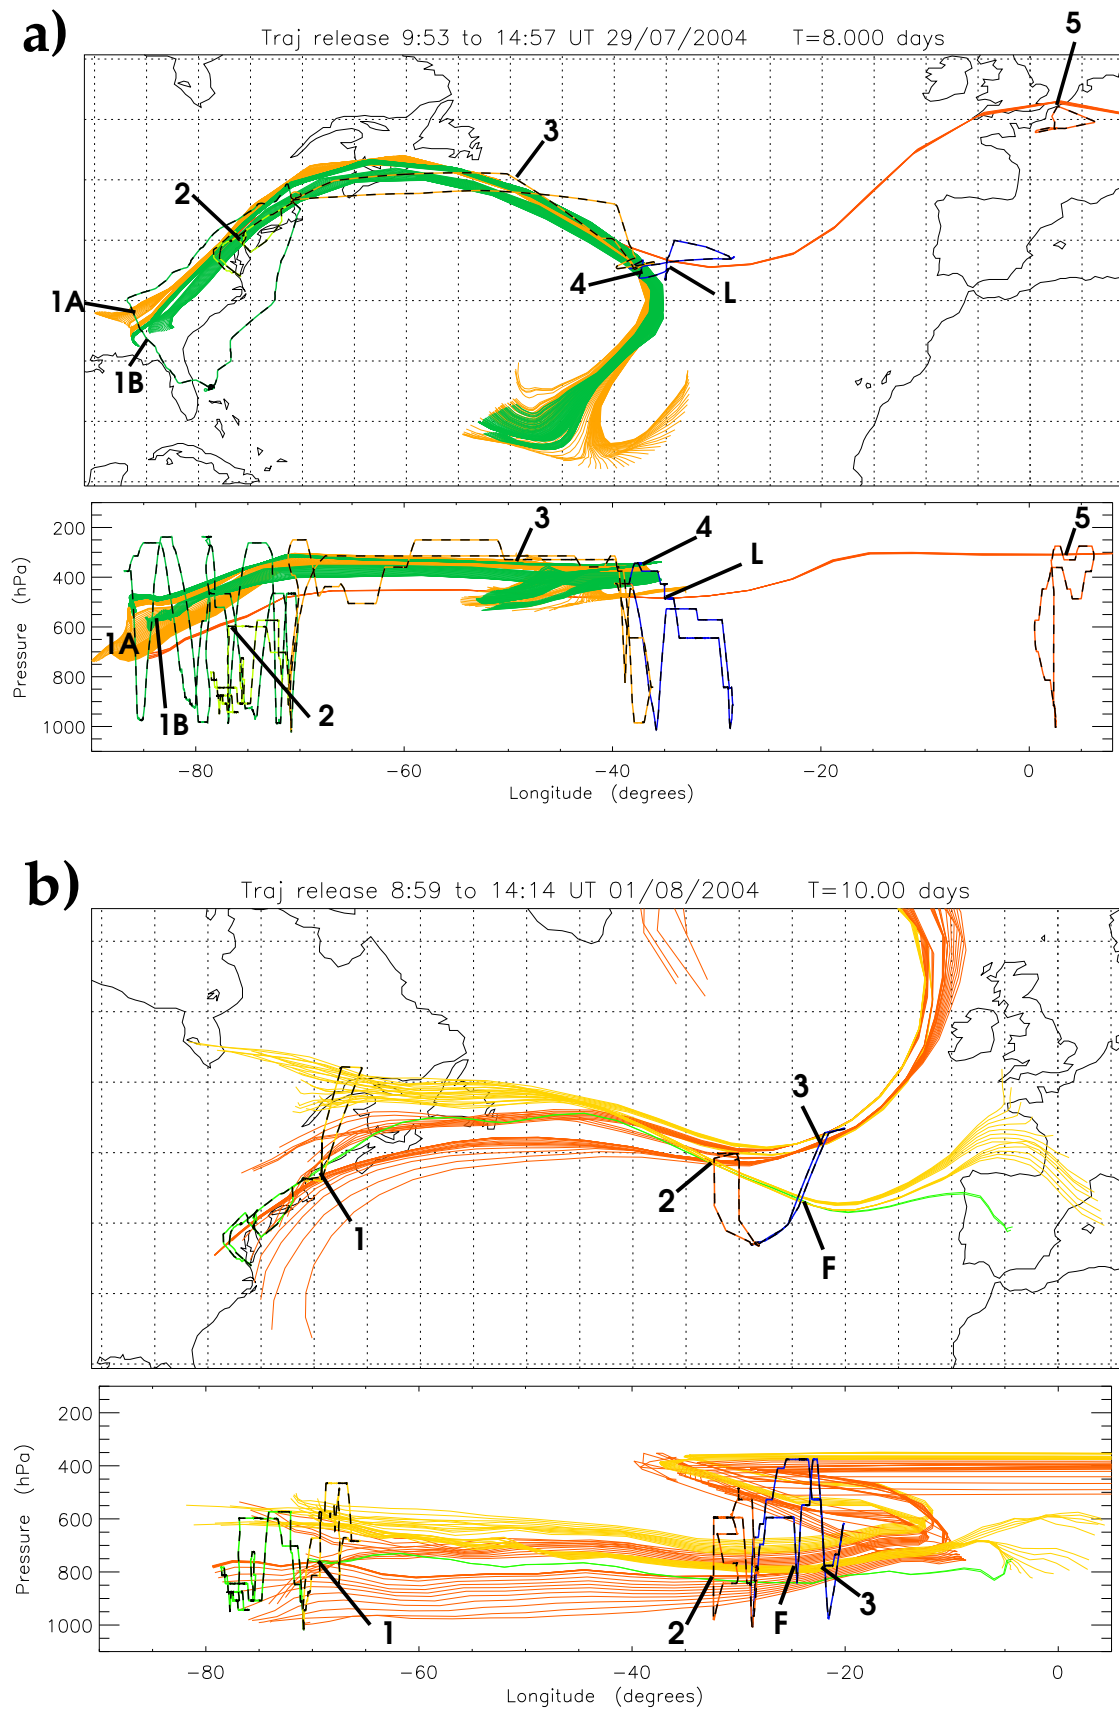 a)
Traj release 9:53 to 14:57 UT 29/07/2004 T=8.000 days
5
3
2
1A
4
L
1B
200
400
600
800
1000
Pressure (hPa)
3
4
5
L
1A
1B
2
−80
−60
−40
−20
0
Longitude (degrees)
b)
Traj release 8:59 to 14:14 UT 01/08/2004 T=10.00 days
3
2
1
F
200
400
600
800
1000
Pressure (hPa)
1
2
F
3
−80
−60
−40
−20
0
Longitude (degrees)